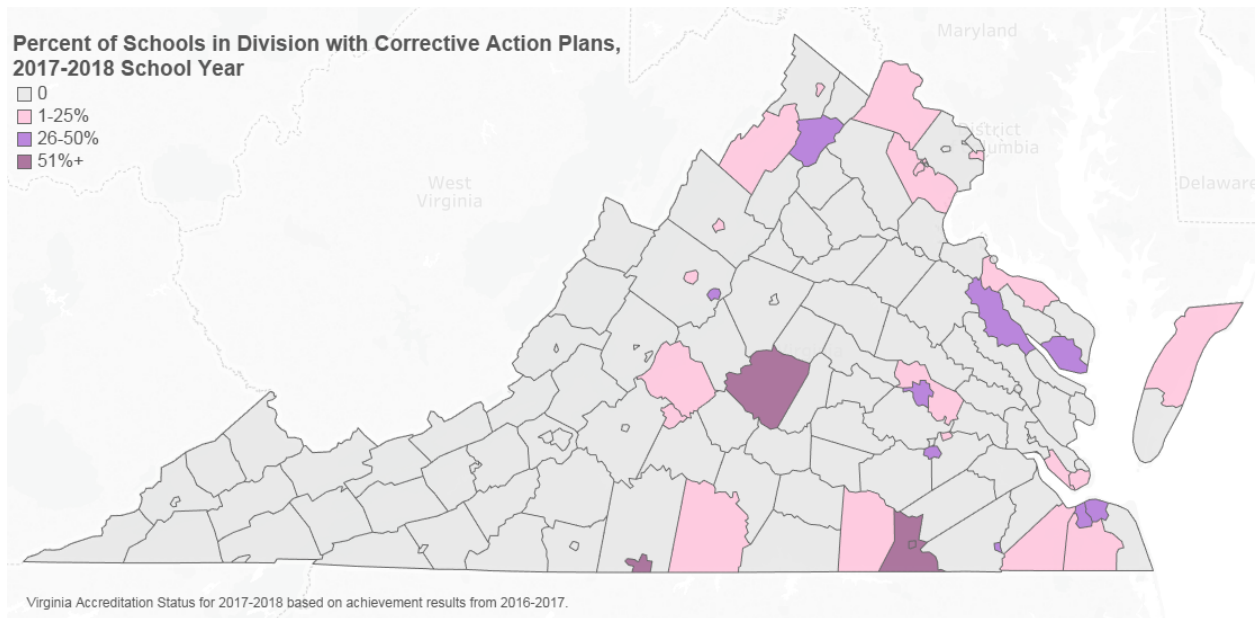 Percent of Schools in Division with Corrective Action Plans,
2017-2018 School Year
0
1-25%
26-50%
51%+
Maryland
District
Columbia
West
Virginia
Delaware
Virginia
Virginia Accreditation Status for 2017-2018 based on achievement results from 2016-2017.